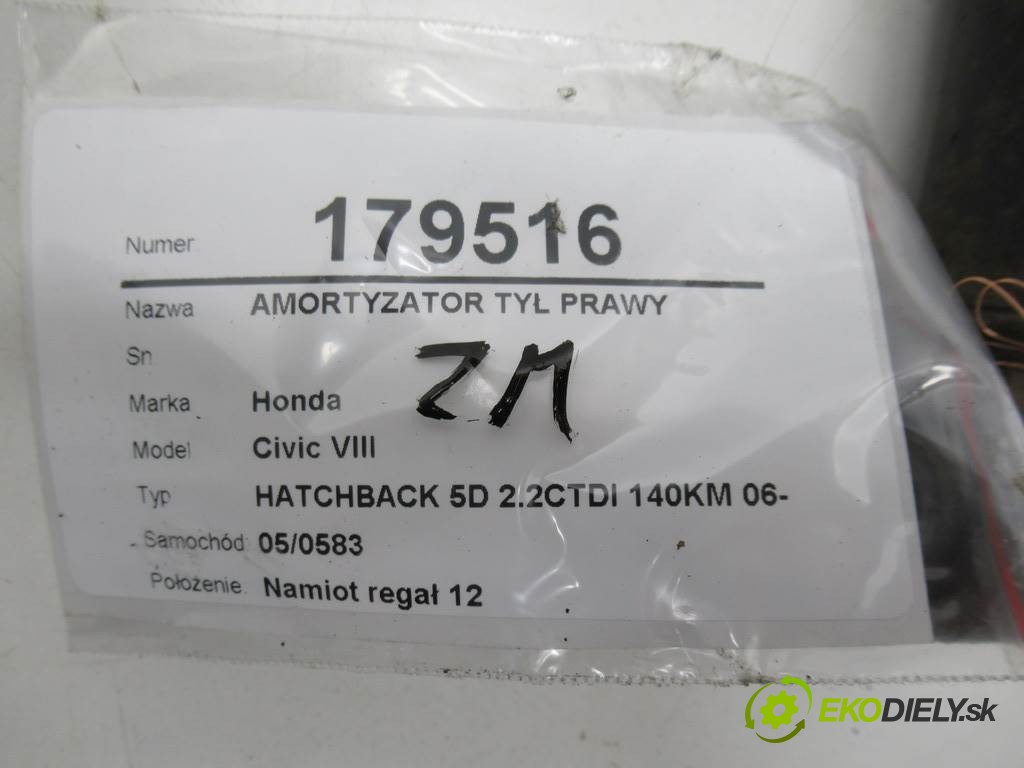 Numer 179516
Nazwa AMORTYZATOR TYŁ PRAWY
Sn
ZM
Marka Honda
Model Civic VIII
Typ HATCHBACK 5D 2.2CTDI 140KM 06-
Samochód 05/0583
Położenie. Namiot regał 12
EKODIELY.sk